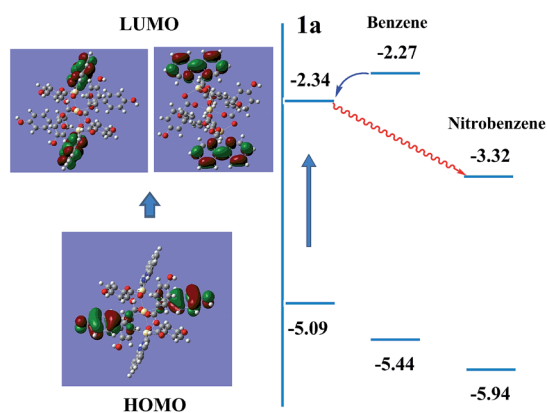 LUMO
1a
Benzene
-2.27
-2.34
Nitrobenzene
-3.32
-5.09
-5.44
-5.94
HOMO